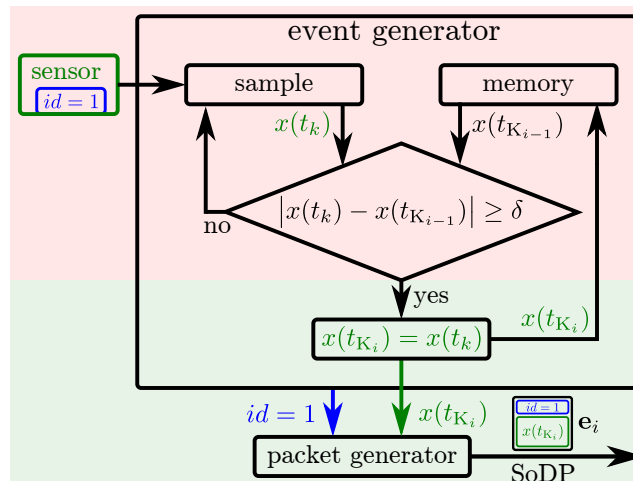 event generator
sensor
id = 1
sample
memory
x(t_k)
x(t_{K_{i-1}})
|x(t_k) − x(t_{K_{i-1}})| ≥ δ
no
yes
x(t_{K_i}) = x(t_k)
x(t_{K_i})
id = 1
x(t_{K_i})
id = 1
x(t_{K_i})
e_i
packet generator
SoDP